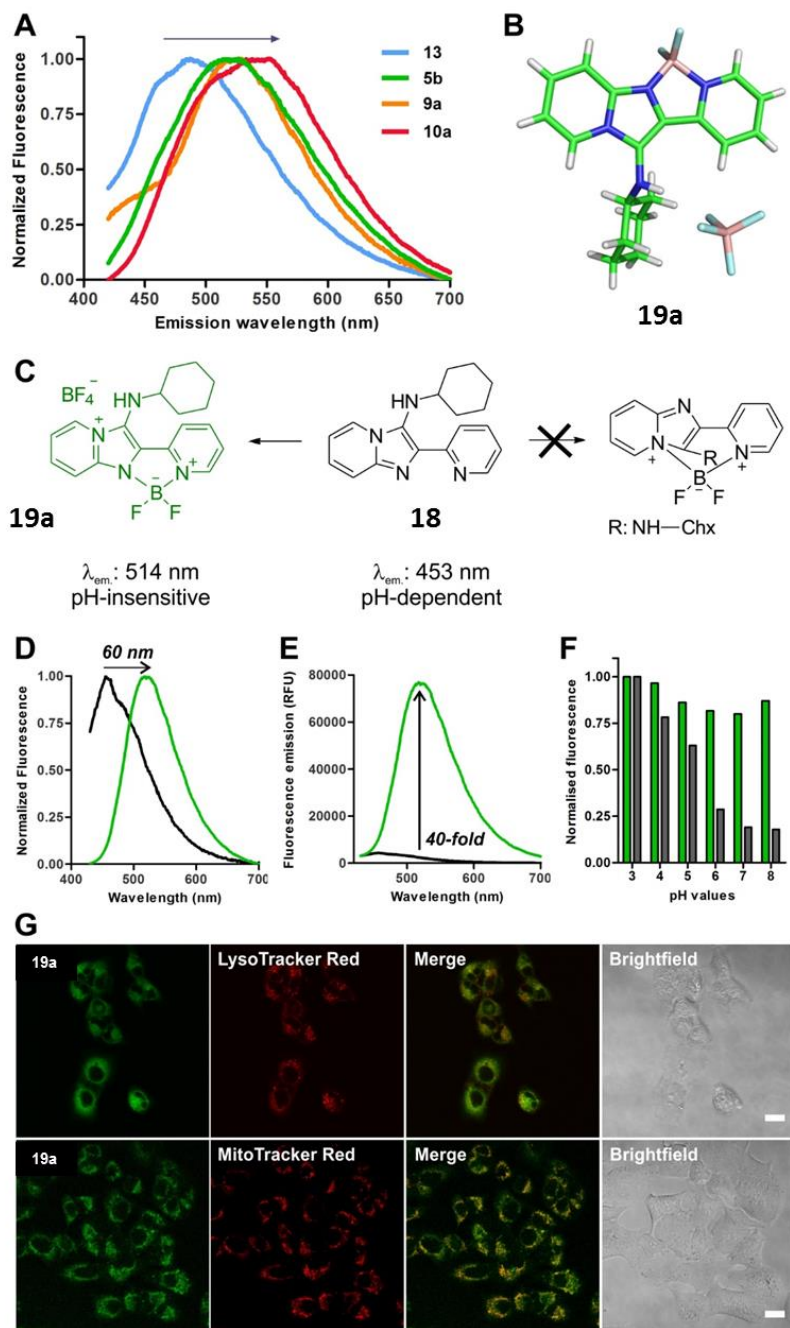 A
1.00
0.75
0.50
0.25
0.00
Normalized Fluorescence
400 450 500 550 600 650 700
Emission wavelength (nm)
13
5b
9a
10a
B
19a
C
BF4−
HN
N+
N
N+
B−
F F
19a
λem.: 514 nm
pH-insensitive
HN
N
N
N
18
λem.: 453 nm
pH-dependent
N
N+
R
N+
B−
F F
R: NH—Chx
D
60 nm
1.00
0.75
0.50
0.25
0.00
Normalized Fluorescence
400 500 600 700
Wavelength (nm)
E
80000
60000
40000
20000
0
Fluorescence emission (RFU)
40-fold
500 600 700
Wavelength (nm)
F
1.00
0.75
0.50
0.25
0.00
Normalised fluorescence
3 4 5 6 7 8
pH values
G
19a LysoTracker Red Merge Brightfield
19a MitoTracker Red Merge Brightfield